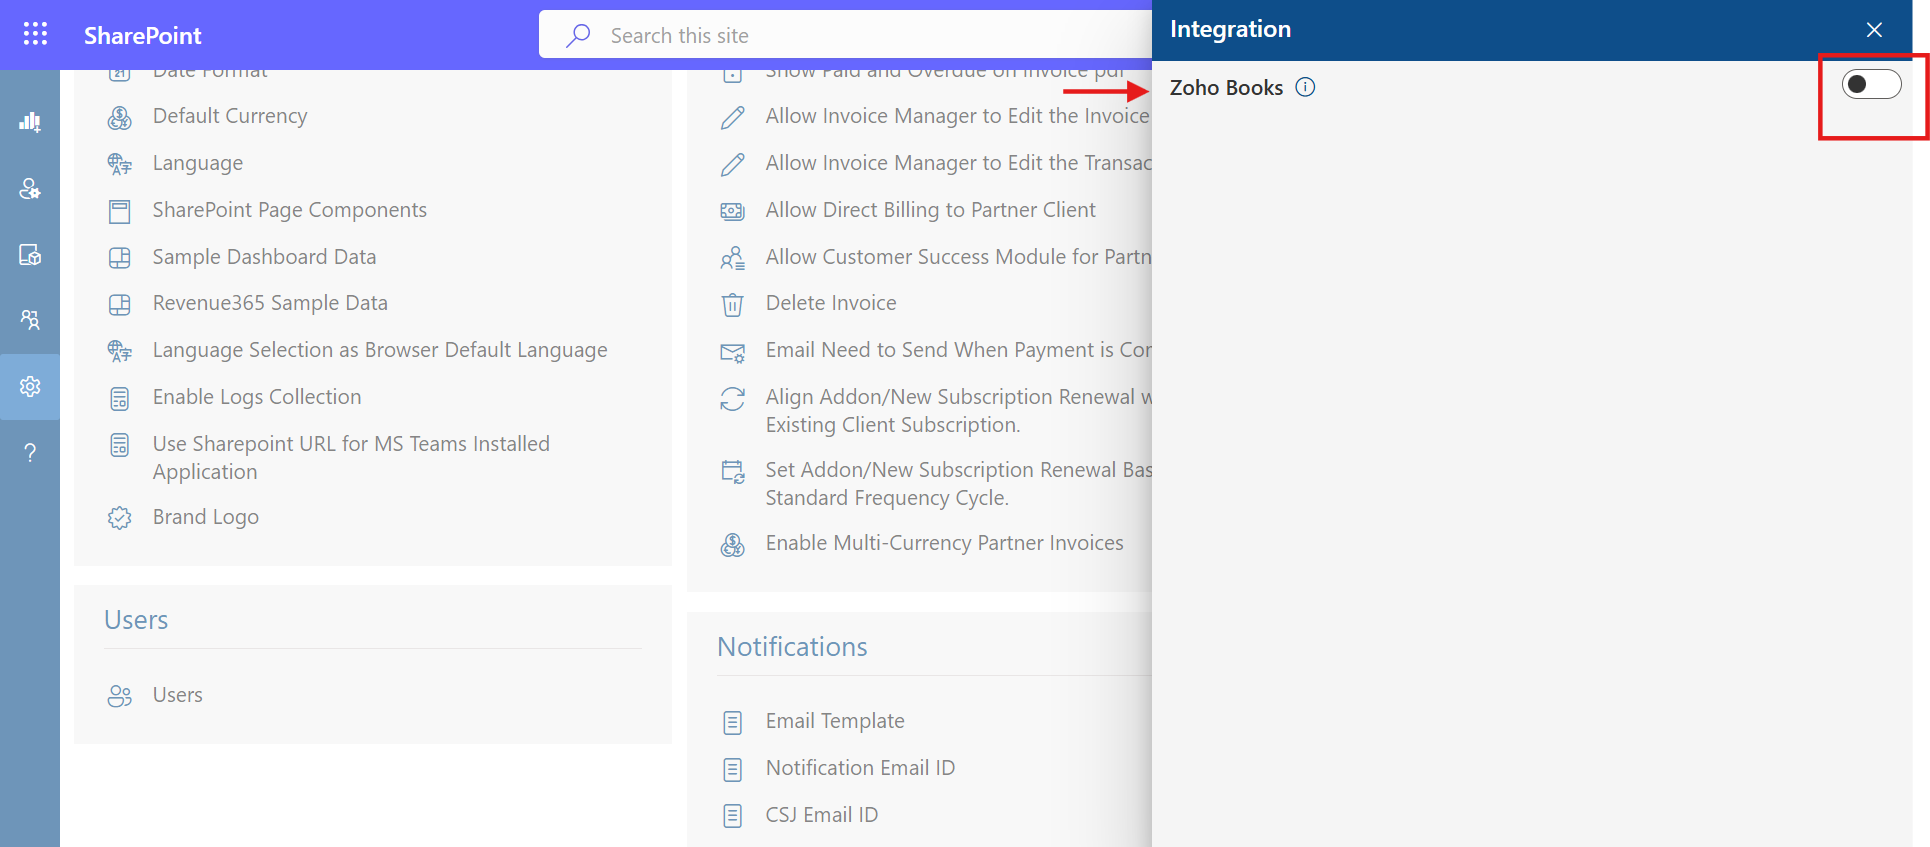 SharePoint
Search this site
Integration
Date Format
Default Currency
Language
SharePoint Page Components
Sample Dashboard Data
Revenue365 Sample Data
Language Selection as Browser Default Language
Enable Logs Collection
Use Sharepoint URL for MS Teams Installed
Application
Brand Logo
Users
Users
Show Paid and Overdue on Invoice pdf
Allow Invoice Manager to Edit the Invoice
Allow Invoice Manager to Edit the Transac
Allow Direct Billing to Partner Client
Allow Customer Success Module for Partn
Delete Invoice
Email Need to Send When Payment is Con
Align Addon/New Subscription Renewal w
Existing Client Subscription.
Set Addon/New Subscription Renewal Bas
Standard Frequency Cycle.
Enable Multi-Currency Partner Invoices
Notifications
Email Template
Notification Email ID
CSJ Email ID
Zoho Books